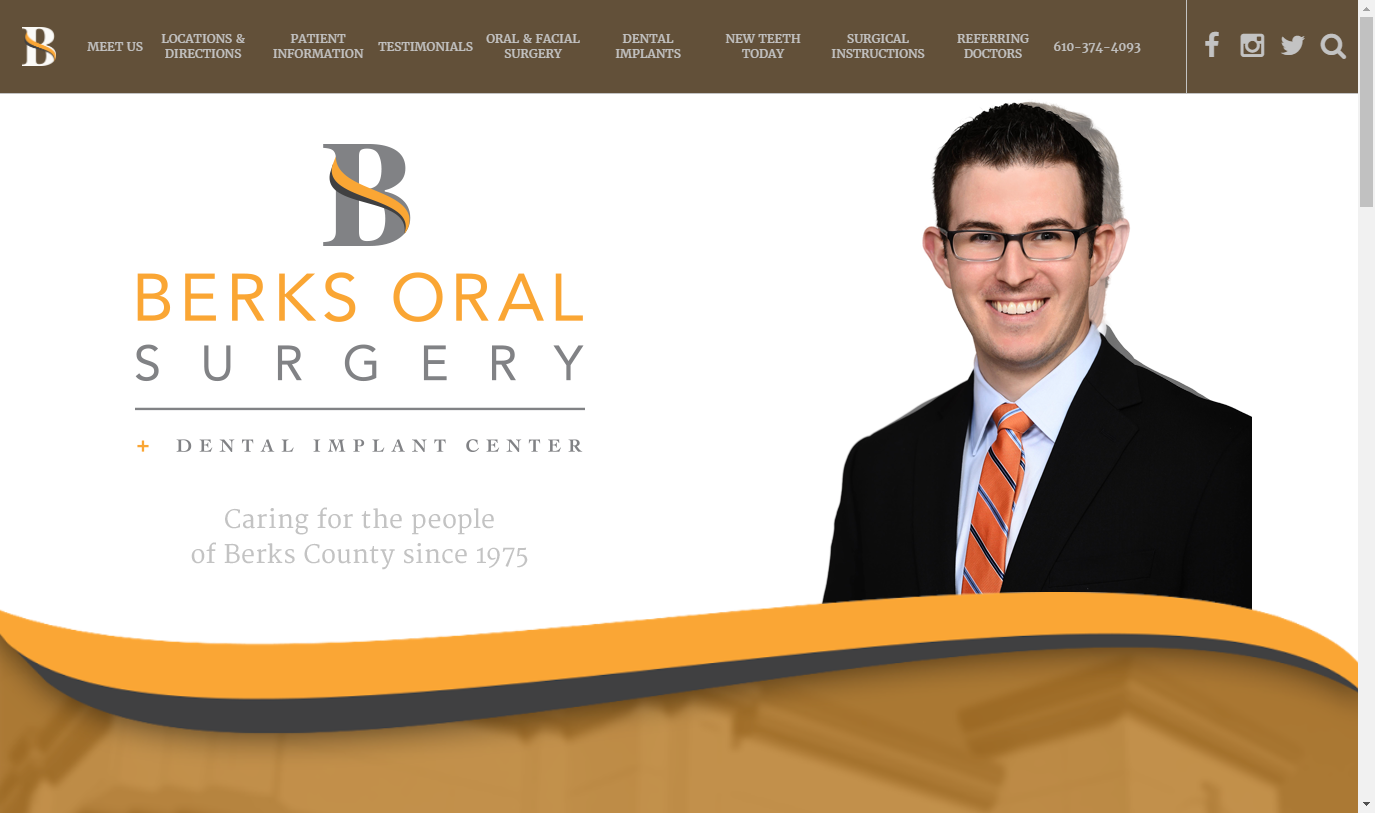 B
MEET US
LOCATIONS &
DIRECTIONS
PATIENT
INFORMATION
TESTIMONIALS
ORAL & FACIAL
SURGERY
DENTAL
IMPLANTS
NEW TEETH
TODAY
SURGICAL
INSTRUCTIONS
REFERRING
DOCTORS
610-374-4093
B
BERKS ORAL
SURGERY
+ DENTAL IMPLANT CENTER
Caring for the people
of Berks County since 1975